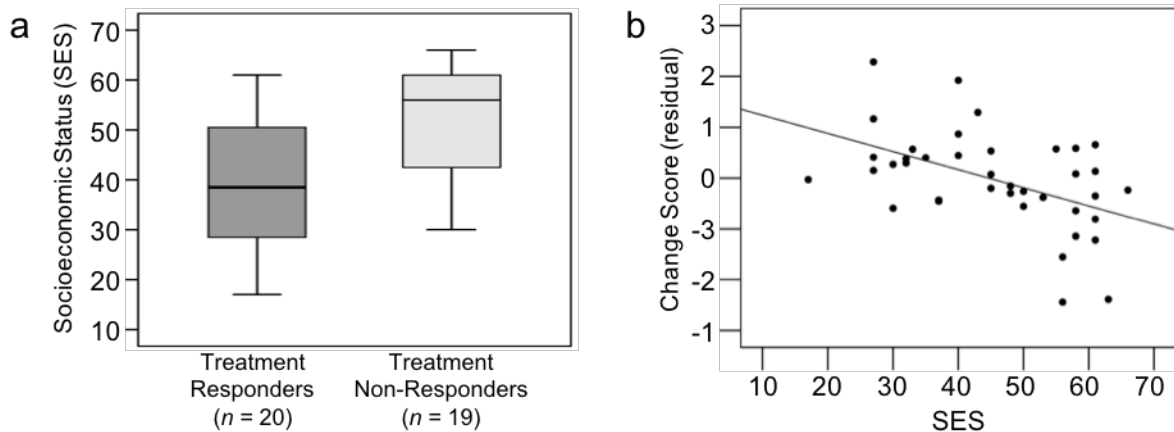 a
Socioeconomic Status (SES)
70
60
50
40
30
20
10
Treatment
Responders
(n = 20)
Treatment
Non-Responders
(n = 19)
b
Change Score (residual)
3
2
1
0
-3
-2
-1
10 20 30 40 50 60 70
SES